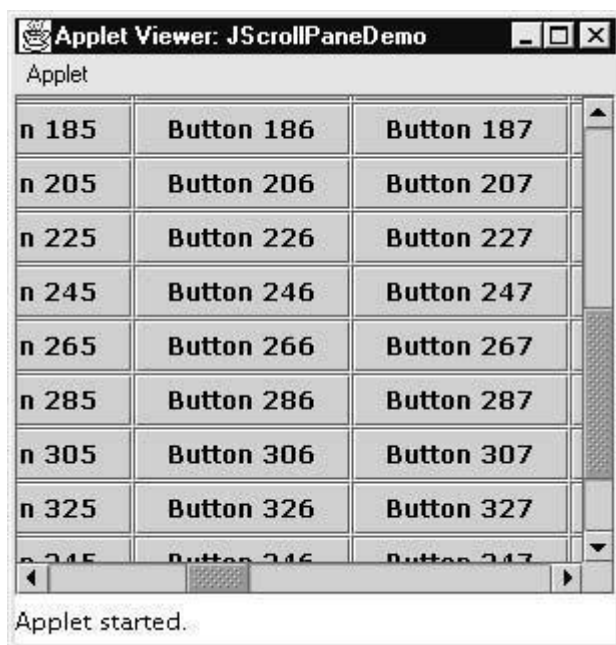 Applet Viewer: JScrollPaneDemo
Applet
n 185 Button 186 Button 187
n 205 Button 206 Button 207
n 225 Button 226 Button 227
n 245 Button 246 Button 247
n 265 Button 266 Button 267
n 285 Button 286 Button 287
n 305 Button 306 Button 307
n 325 Button 326 Button 327
Applet started.